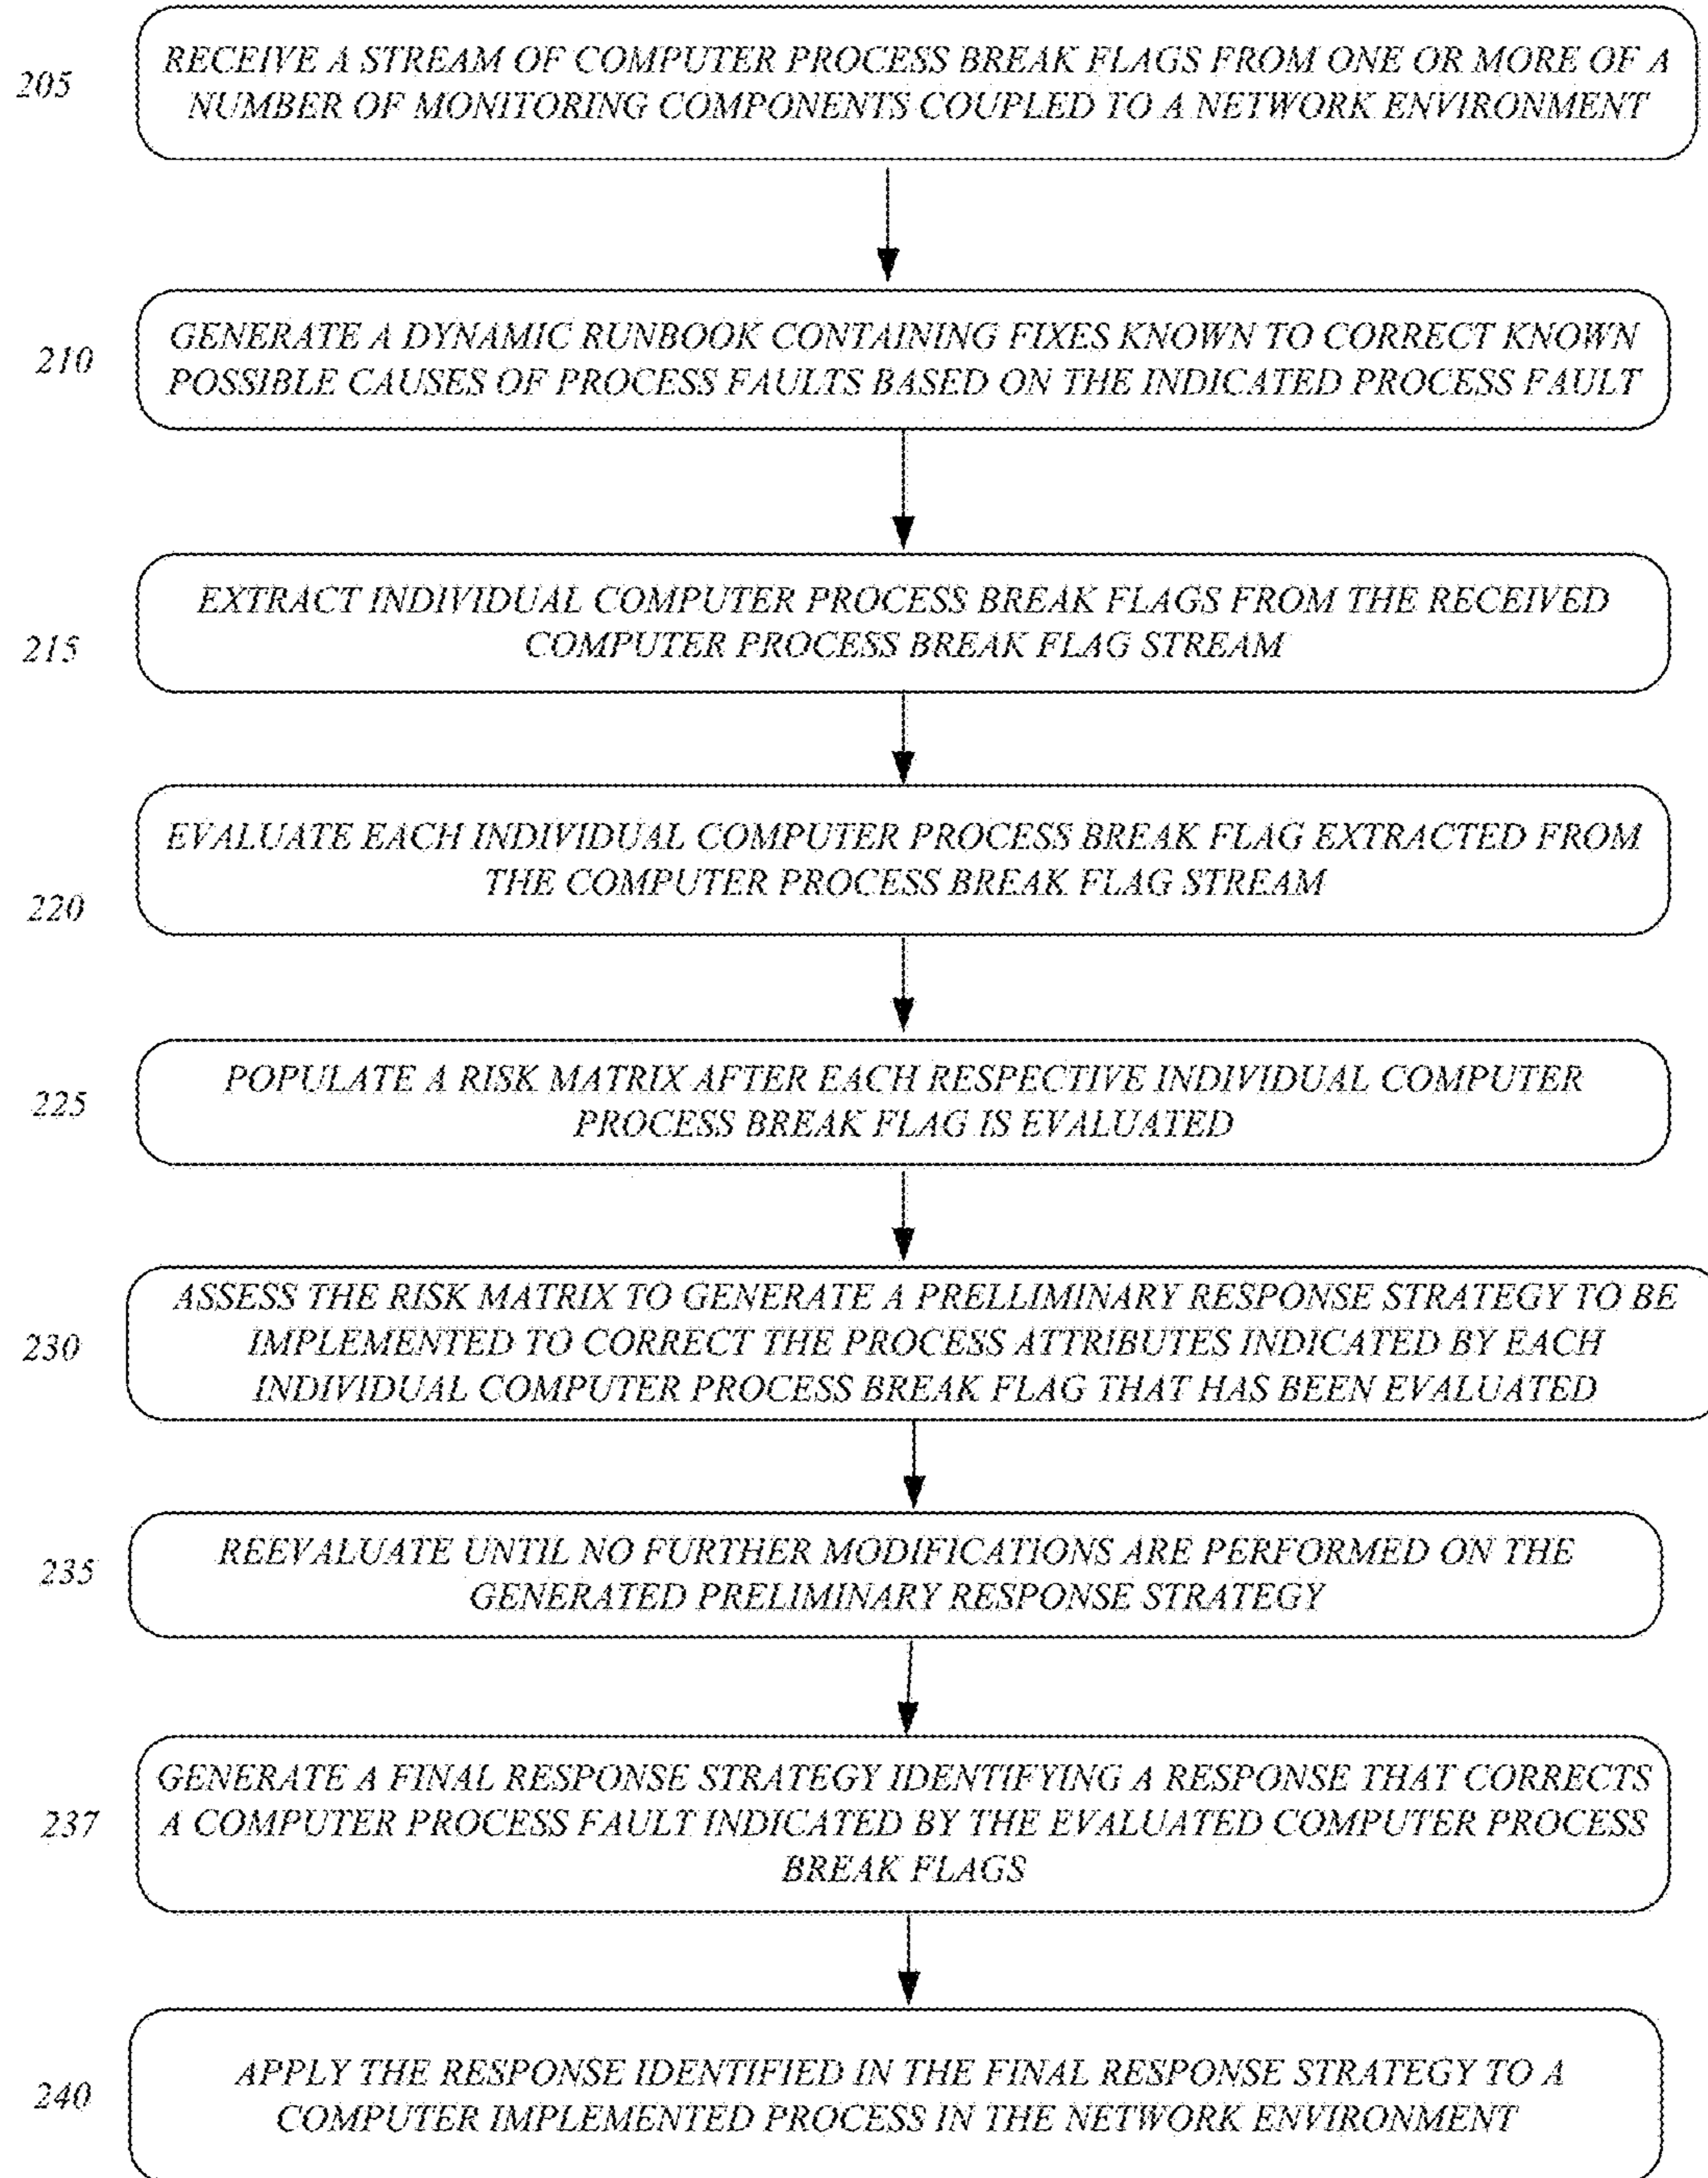 205
RECEIVE A STREAM OF COMPUTER PROCESS BREAK FLAGS FROM ONE OR MORE OF A
NUMBER OF MONITORING COMPONENTS COUPLED TO A NETWORK ENVIRONMENT
210
GENERATE A DYNAMIC RUNBOOK CONTAINING FIXES KNOWN TO CORRECT KNOWN
POSSIBLE CAUSES OF PROCESS FAULTS BASED ON THE INDICATED PROCESS FAULT
215
EXTRACT INDIVIDUAL COMPUTER PROCESS BREAK FLAGS FROM THE RECEIVED
COMPUTER PROCESS BREAK FLAG STREAM
220
EVALUATE EACH INDIVIDUAL COMPUTER PROCESS BREAK FLAG EXTRACTED FROM
THE COMPUTER PROCESS BREAK FLAG STREAM
225
POPULATE A RISK MATRIX AFTER EACH RESPECTIVE INDIVIDUAL COMPUTER
PROCESS BREAK FLAG IS EVALUATED
230
ASSESS THE RISK MATRIX TO GENERATE A PRELLIMINARY RESPONSE STRATEGY TO BE
IMPLEMENTED TO CORRECT THE PROCESS ATTRIBUTES INDICATED BY EACH
INDIVIDUAL COMPUTER PROCESS BREAK FLAG THAT HAS BEEN EVALUATED
235
REEVALUATE UNTIL NO FURTHER MODIFICATIONS ARE PERFORMED ON THE
GENERATED PRELIMINARY RESPONSE STRATEGY
237
GENERATE A FINAL RESPONSE STRATEGY IDENTIFYING A RESPONSE THAT CORRECTS
A COMPUTER PROCESS FAULT INDICATED BY THE EVALUATED COMPUTER PROCESS
BREAK FLAGS
240
APPLY THE RESPONSE IDENTIFIED IN THE FINAL RESPONSE STRATEGY TO A
COMPUTER IMPLEMENTED PROCESS IN THE NETWORK ENVIRONMENT